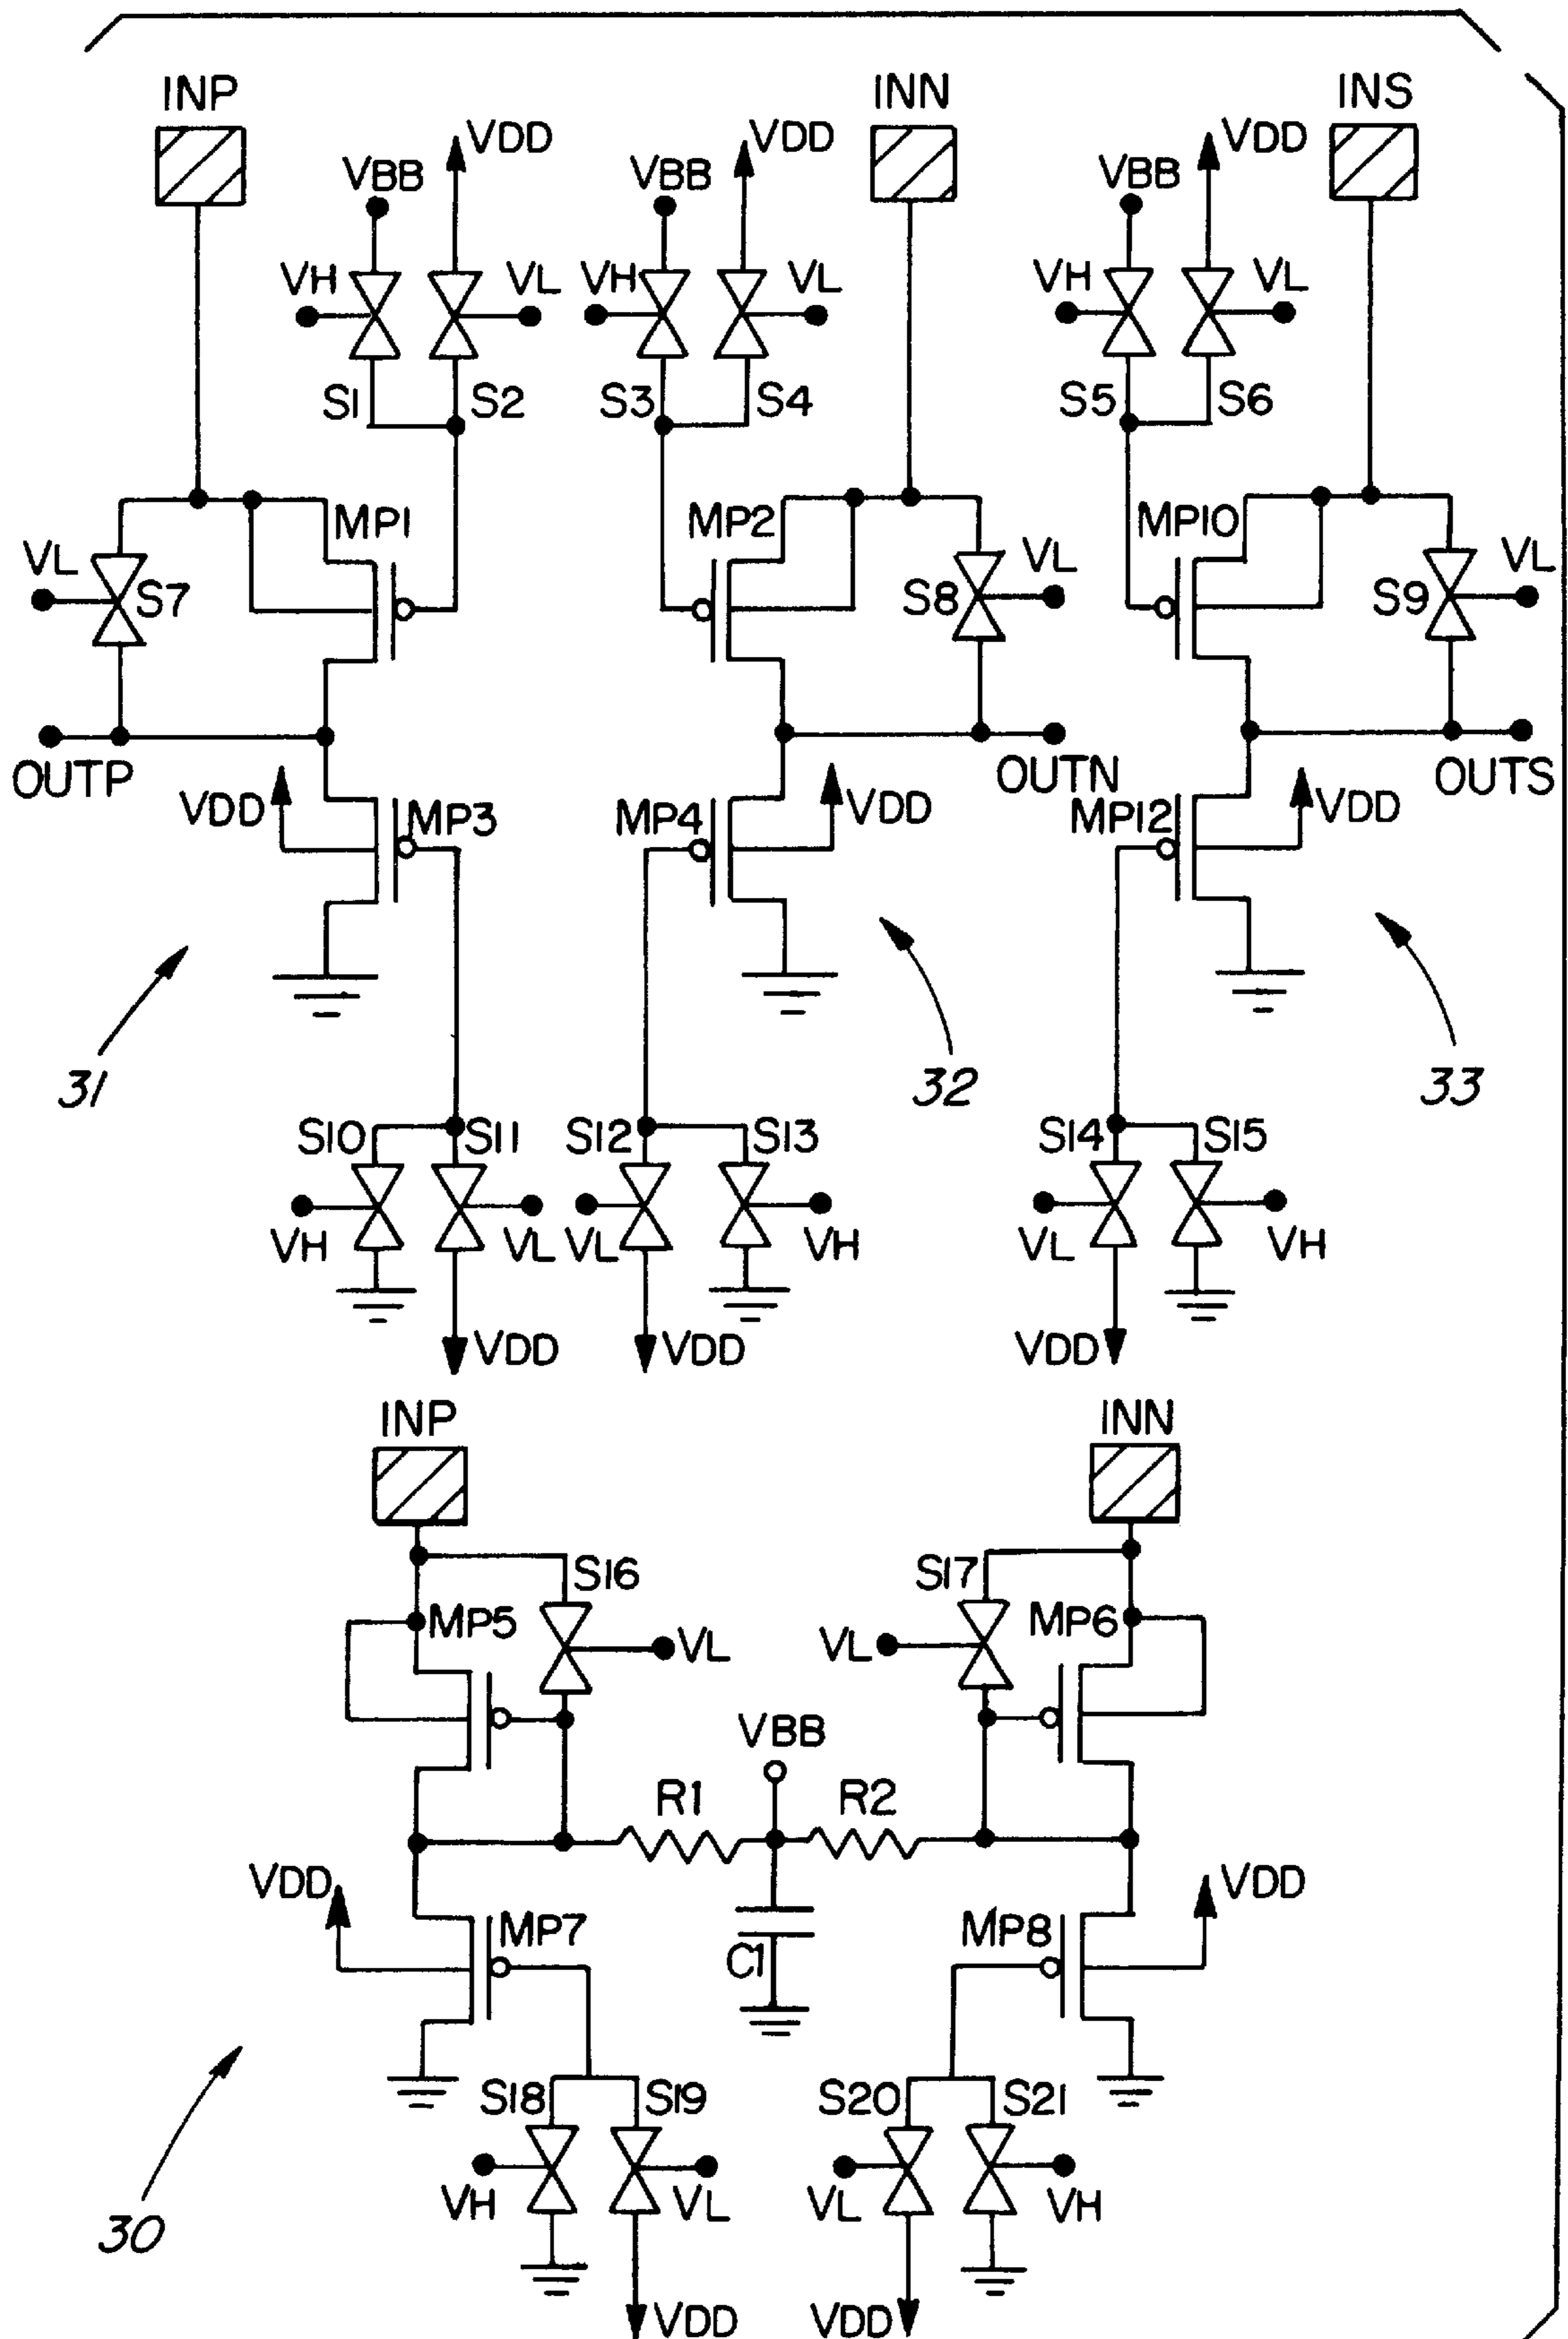 INP INN INS
VBB VDD VBB VDD VBB VDD
VH VL VH VL VH VL
S1 S2 S3 S4 S5 S6
MP1 MP2 MP10
VL S7 S8 VL S9 VL
OUTP OUTN OUTS
VDD MP3 MP4 VDD MP12 VDD
31 32 33
S10 S11 S12 S13 S14 S15
VH VL VL VH VL VH
VDD VDD VDD
INP INN
S16 S17
MP5 VL VL MP6
VBB
R1 R2
VDD VDD
MP7 C1 MP8
S18 S19 S20 S21
VH VL VL VH
30
VDD VDD